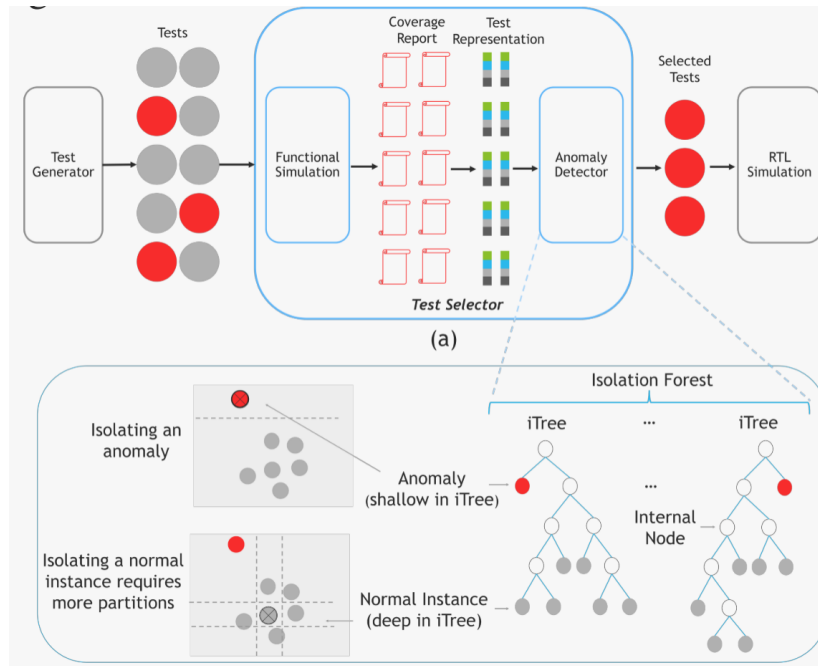 Tests
Coverage
Report
Test
Representation
Selected
Tests
Test
Generator
Functional
Simulation
Anomaly
Detector
RTL
Simulation
Test Selector
(a)
Isolation Forest
iTree
...
iTree
Isolating an
anomaly
Anomaly
(shallow in iTree)
...
Internal
Node
Isolating a normal
instance requires
more partitions
Normal Instance
(deep in iTree)